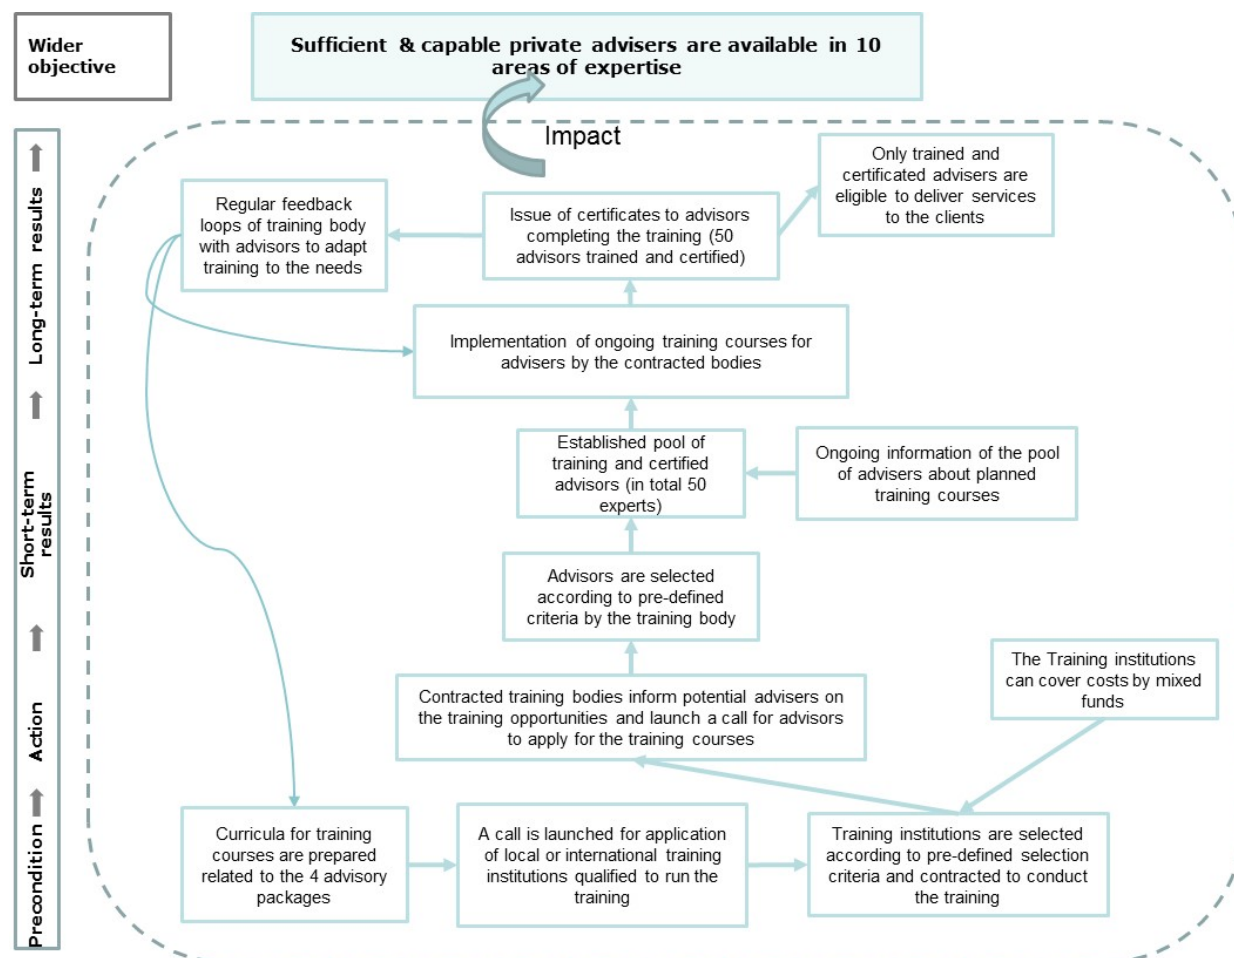 Wider
objective
Sufficient & capable private advisers are available in 10
areas of expertise
Impact
Only trained and
certificated advisers are
eligible to deliver services
to the clients
Regular feedback
loops of training body
with advisors to adapt
training to the needs
Issue of certificates to advisors
completing the training (50
advisors trained and certified)
Long-term results
Implementation of ongoing training courses for
advisers by the contracted bodies
Established pool of
training and certified
advisors (in total 50
experts)
Ongoing information of the pool
of advisers about planned
training courses
Short-term
results
Advisors are selected
according to pre-defined
criteria by the training body
The Training institutions
can cover costs by mixed
funds
Contracted training bodies inform potential advisers on
the training opportunities and launch a call for advisors
to apply for the training courses
Action
Curricula for training
courses are prepared
related to the 4 advisory
packages
A call is launched for application
of local or international training
institutions qualified to run the
training
Training institutions are selected
according to pre-defined selection
criteria and contracted to conduct
the training
Precondition